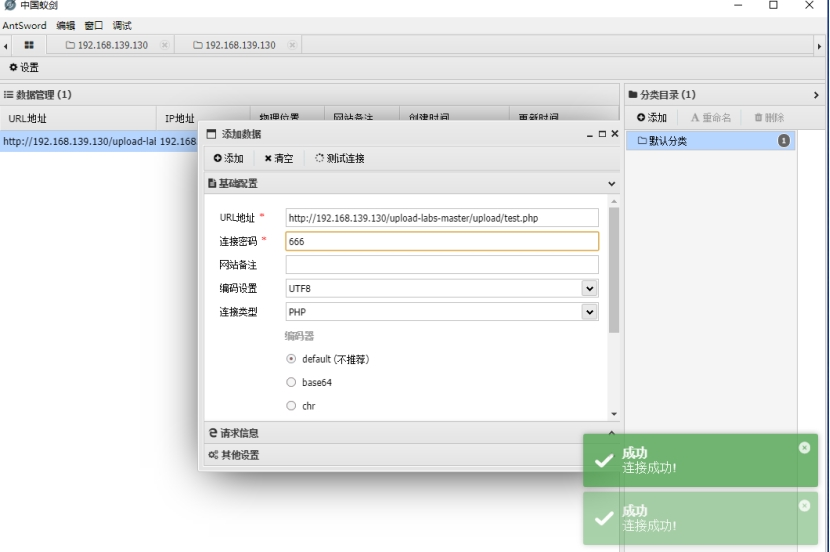 中国蚁剑
AntSword 编辑 窗口 调试
192.168.139.130 192.168.139.130
设置
数据管理 (1)
分类目录 (1)
URL地址 IP地址 物理位置 网站备注 创建时间 更新时间
添加 重命名 删除
http://192.168.139.130/upload-lal 192.168
默认分类 1
添加数据
添加 清空 测试连接
基础配置
URL地址 * http://192.168.139.130/upload-labs-master/upload/test.php
连接密码 * 666
网站备注
编码设置 UTF8
连接类型 PHP
编码器
default (不推荐)
base64
chr
请求信息
其他设置
成功
连接成功!
成功
连接成功!